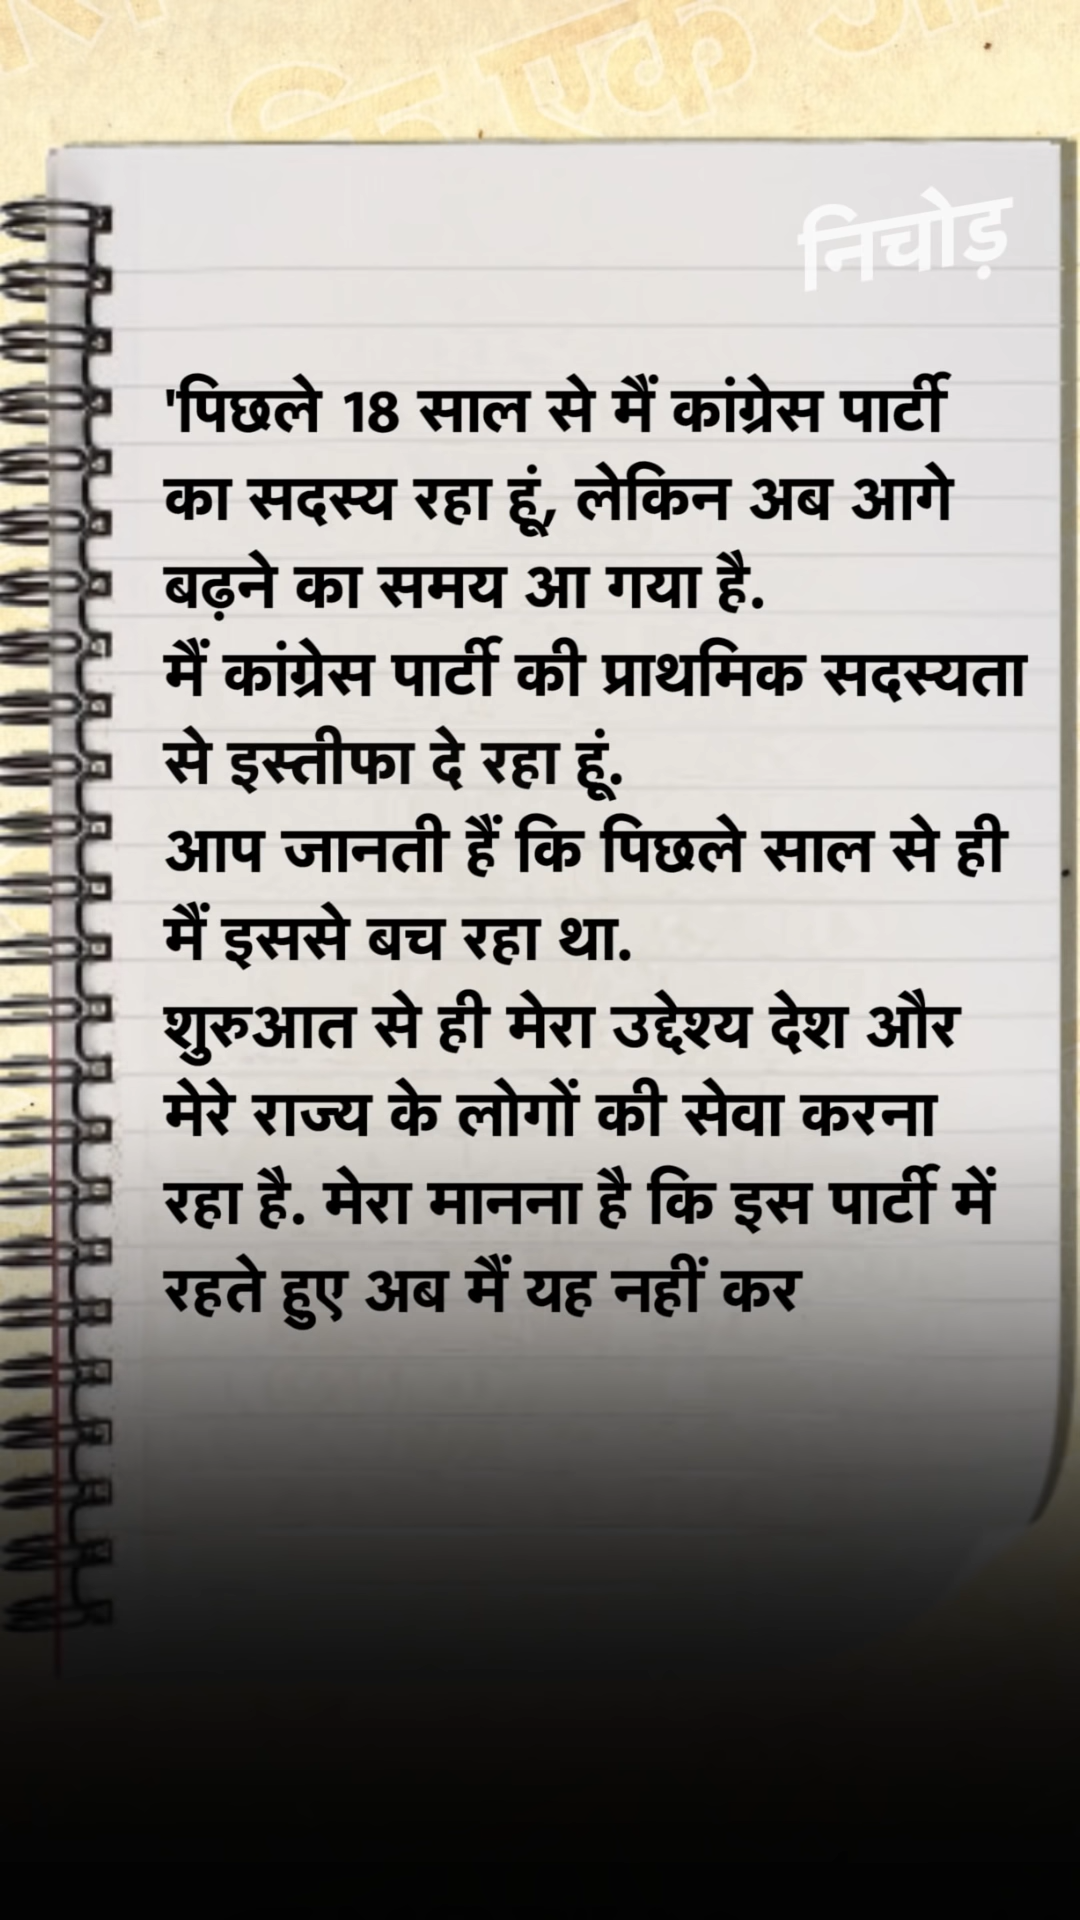 एक
निचोड़
'पिछले 18 साल से मैं कांग्रेस पार्टी
का सदस्य रहा हूं, लेकिन अब आगे
बढ़ने का समय आ गया है.
मैं कांग्रेस पार्टी की प्राथमिक सदस्यता
से इस्तीफा दे रहा हूं.
आप जानती हैं कि पिछले साल से ही
मैं इससे बच रहा था.
शुरुआत से ही मेरा उद्देश्य देश और
मेरे राज्य के लोगों की सेवा करना
रहा है. मेरा मानना है कि इस पार्टी में
रहते हुए अब मैं यह नहीं कर